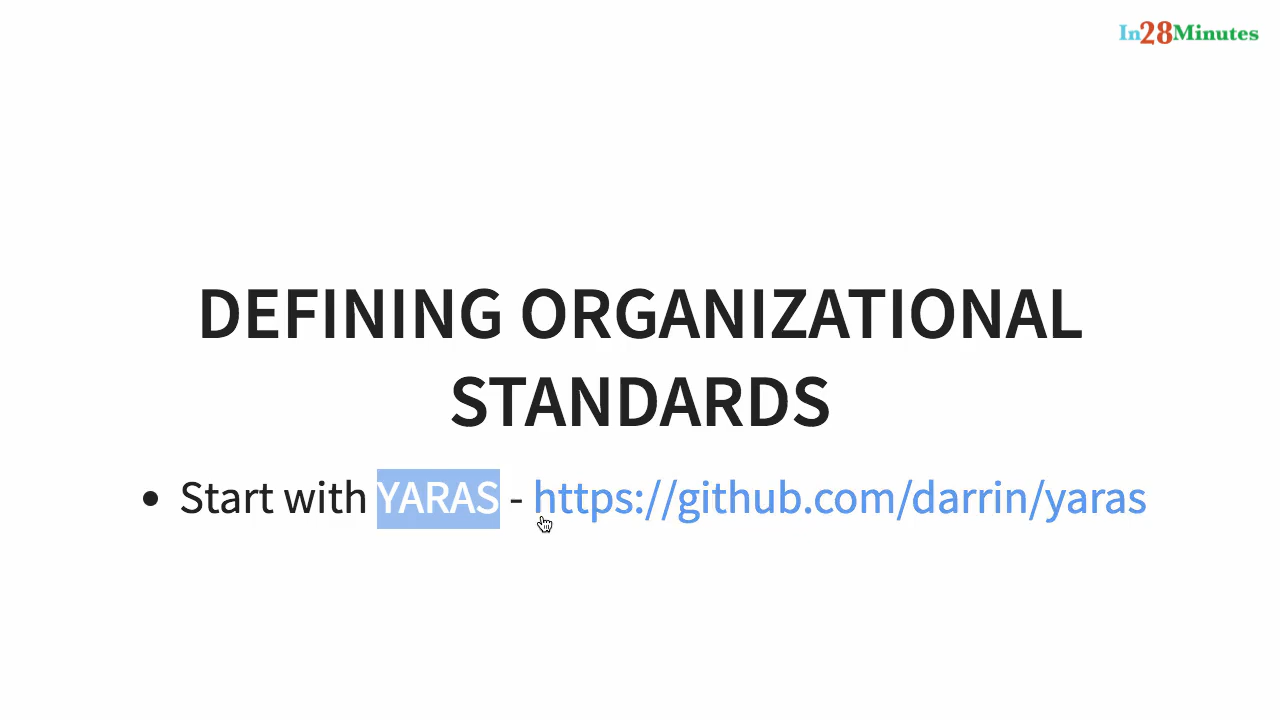 In28Minutes
DEFINING ORGANIZATIONAL
STANDARDS
• Start with YARAS - https://github.com/darrin/yaras